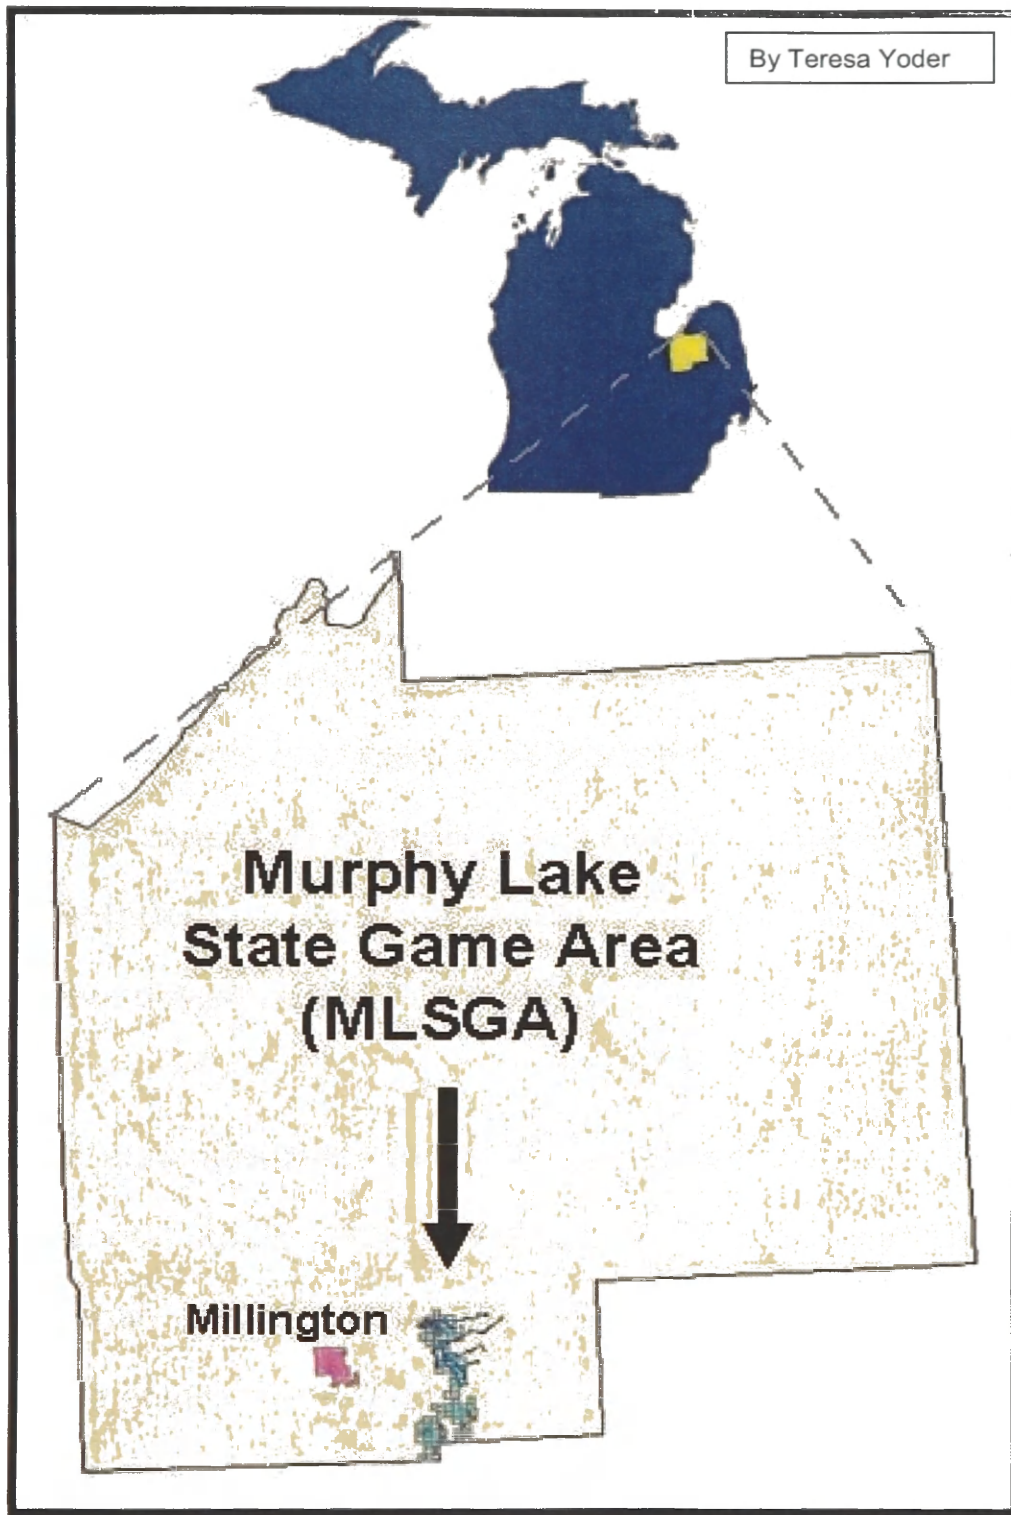 By Teresa Yoder
Murphy Lake
State Game Area
(MLSGA)
Millington